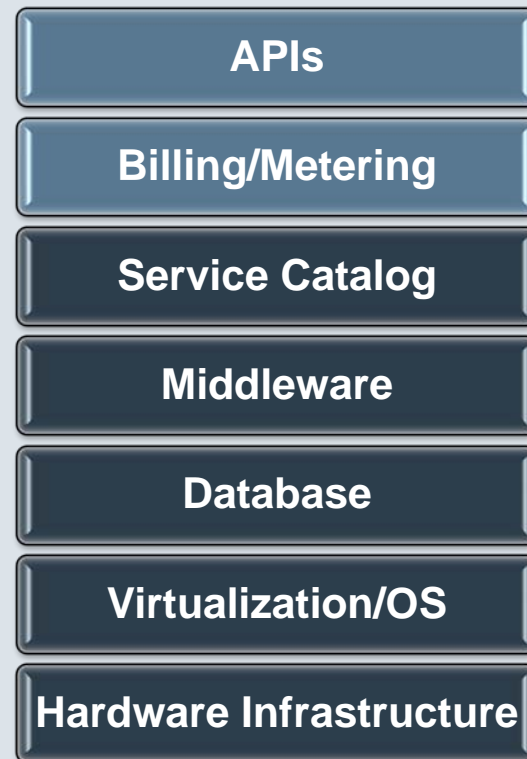 APIs
Billing/Metering
Service Catalog
Middleware
Database
Virtualization/OS
Hardware Infrastructure